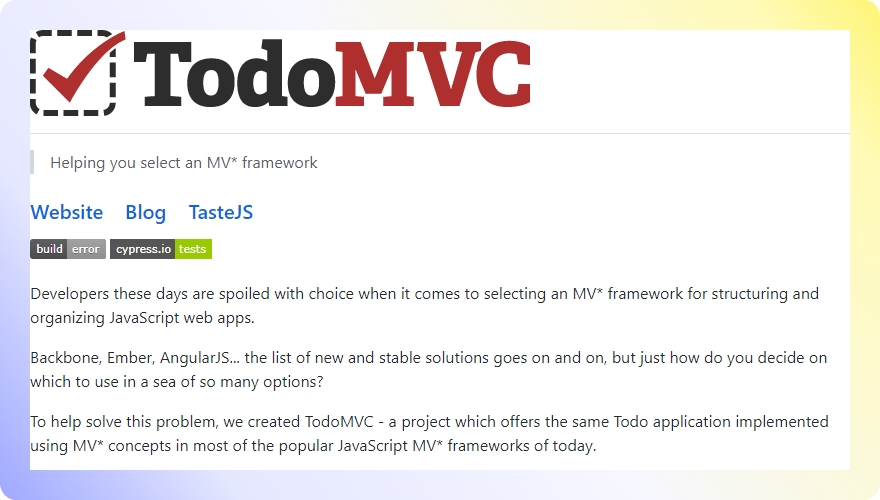 TodoMVC
Helping you select an MV* framework
Website Blog TasteJS
build error cypress.io tests
Developers these days are spoiled with choice when it comes to selecting an MV* framework for structuring and
organizing JavaScript web apps.
Backbone, Ember, AngularJS... the list of new and stable solutions goes on and on, but just how do you decide on
which to use in a sea of so many options?
To help solve this problem, we created TodoMVC - a project which offers the same Todo application implemented
using MV* concepts in most of the popular JavaScript MV* frameworks of today.